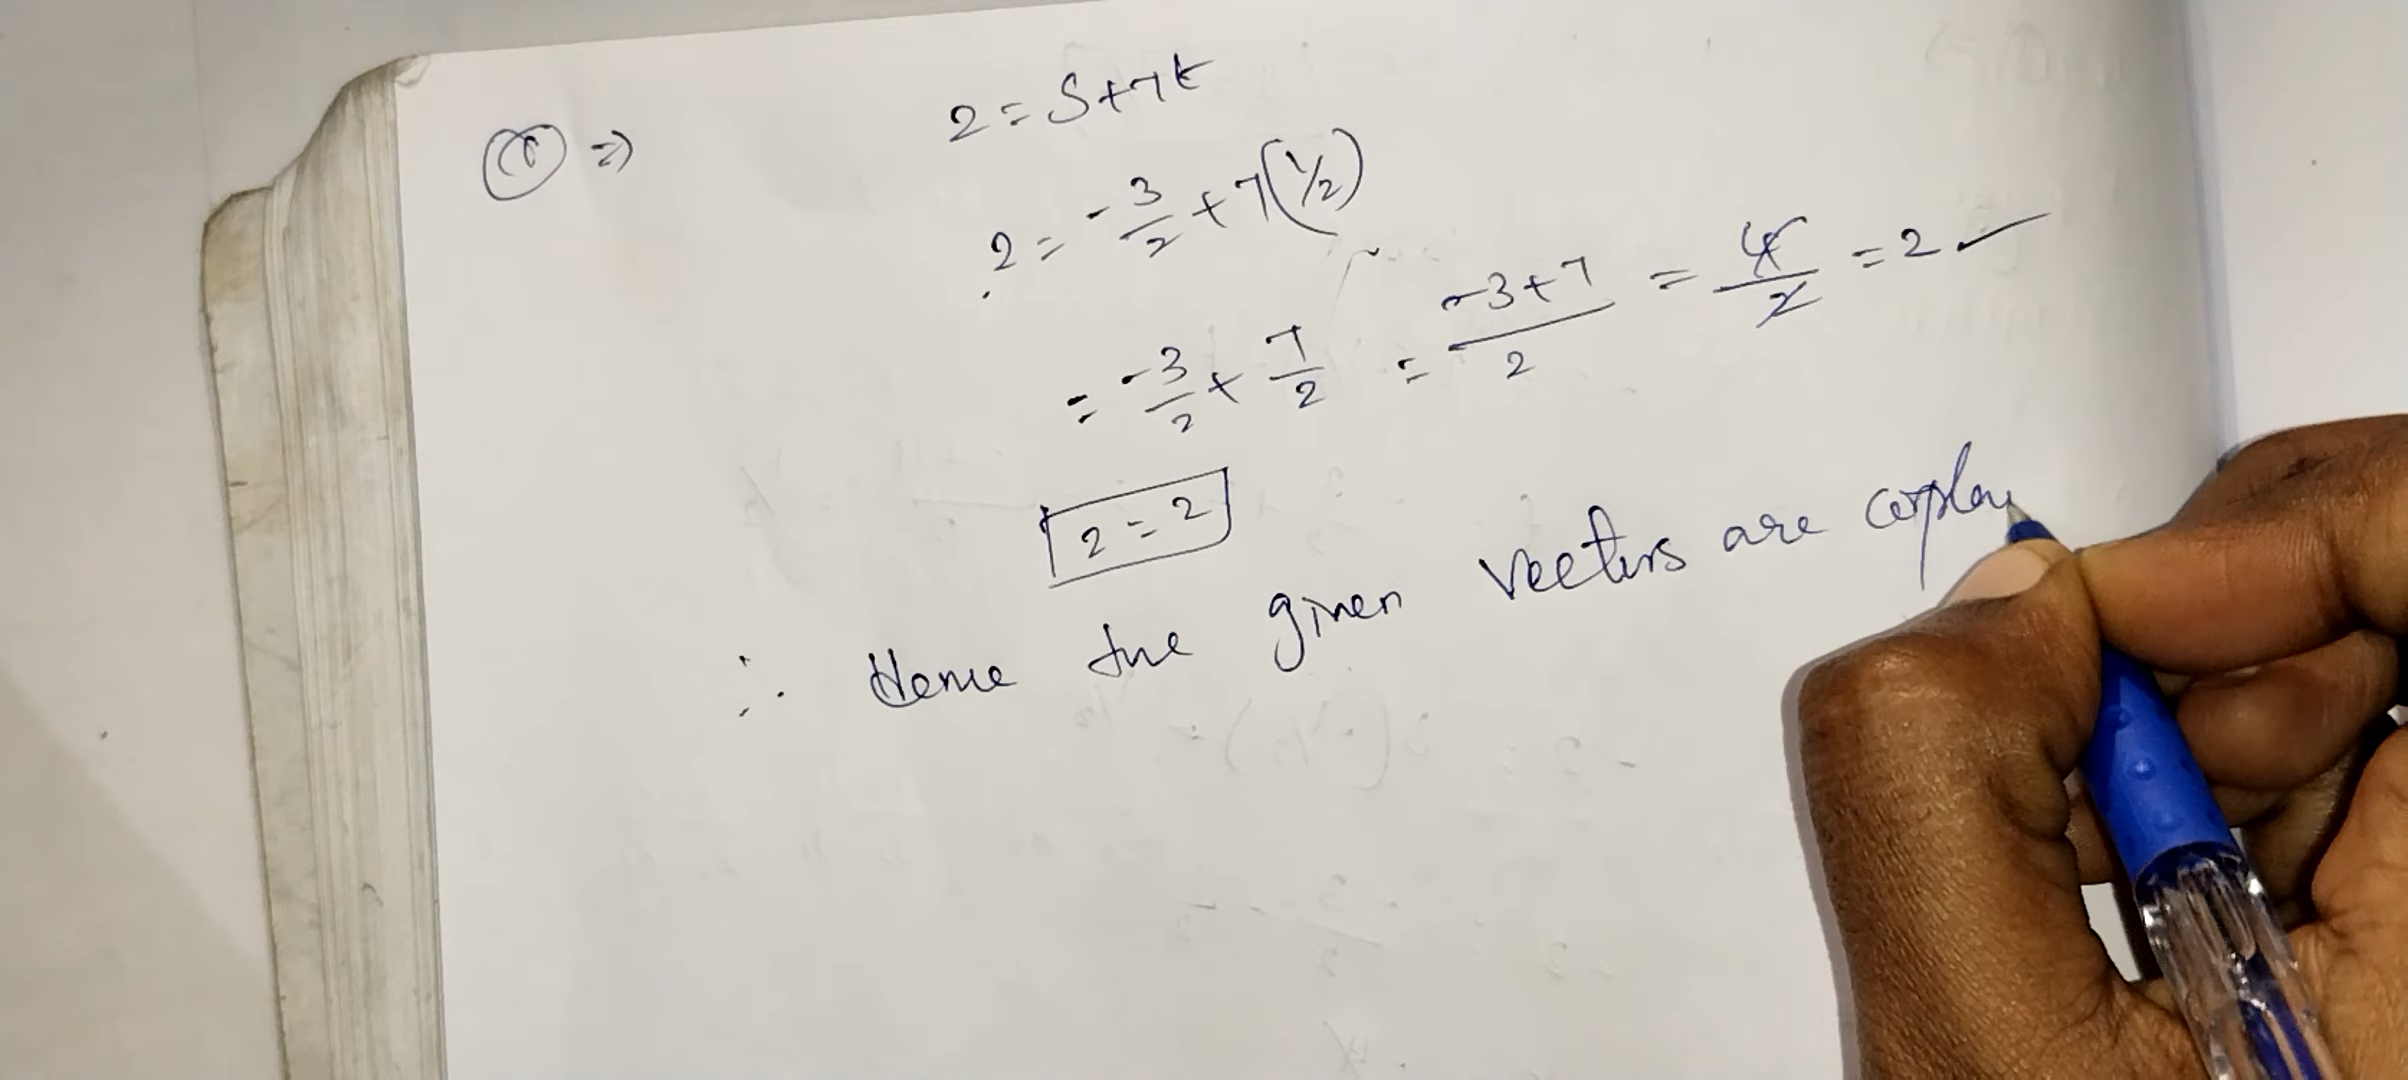 2 = S+7t
⇒
2 = -3/2 + 7(1/2)
= -3/2 + 7/2 = -3+7/2 = 4/2 = 2 ✓
2 = 2
∴ Hence the given vectors are coplan